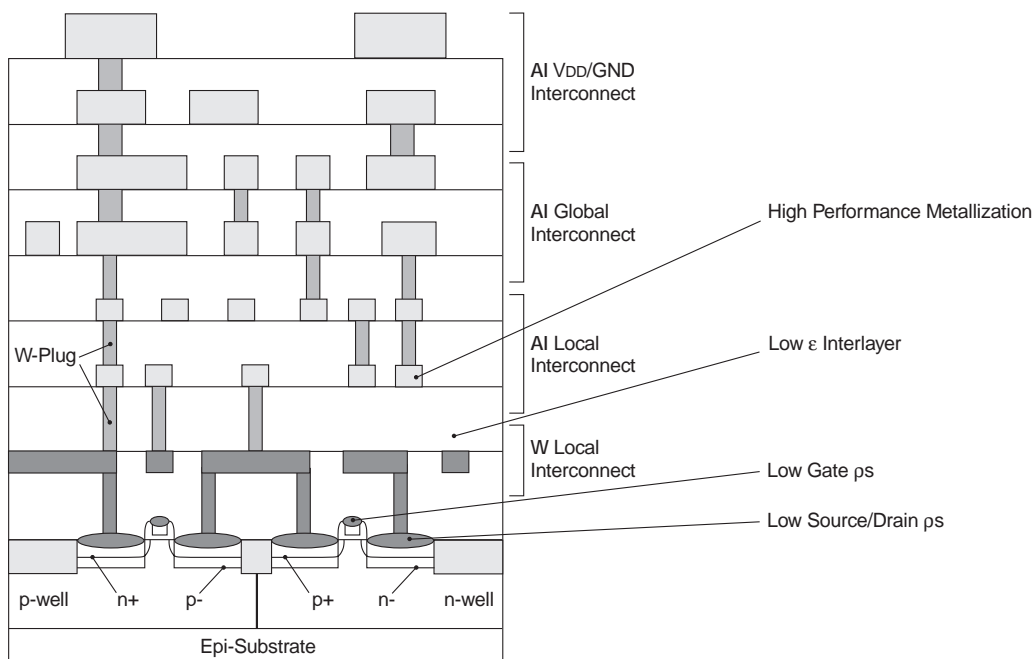 Al VDD/GND
Interconnect
Al Global
Interconnect
High Performance Metallization
Al Local
Interconnect
W-Plug
Low ε Interlayer
W Local
Interconnect
Low Gate ρs
Low Source/Drain ρs
p-well
n+
p-
p+
n-
n-well
Epi-Substrate